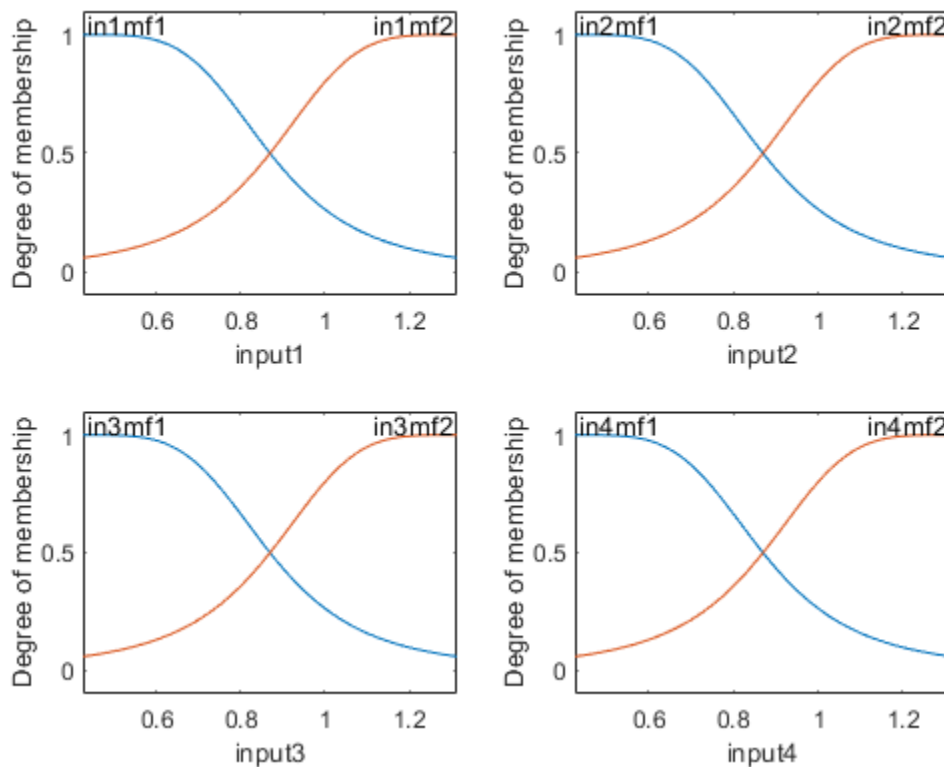 in1mf1 in1mf2
Degree of membership
1
0.5
0
0.6 0.8 1 1.2
input1
in2mf1 in2mf2
Degree of membership
1
0.5
0
0.6 0.8 1 1.2
input2
in3mf1 in3mf2
Degree of membership
1
0.5
0
0.6 0.8 1 1.2
input3
in4mf1 in4mf2
Degree of membership
1
0.5
0
0.6 0.8 1 1.2
input4